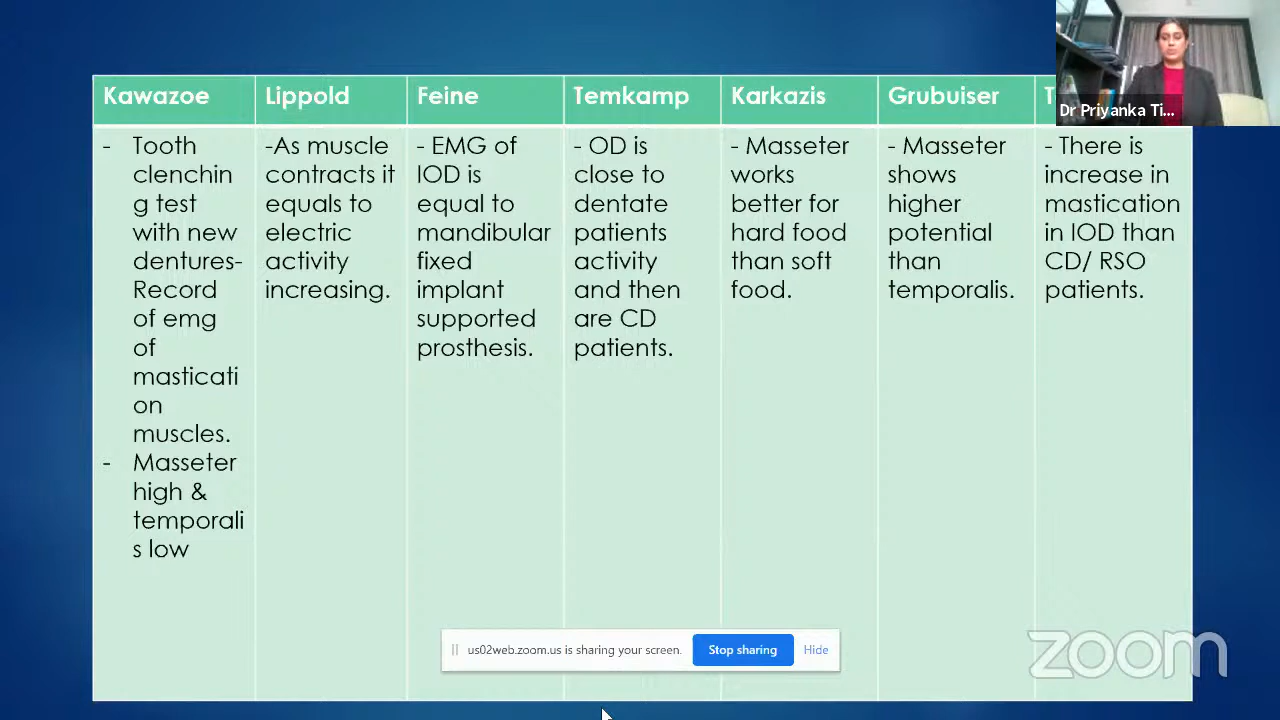 Kawazoe
Lippold
Feine
Temkamp
Karkazis
Grubuiser
- Tooth
clenchin
g test
with new
dentures-
Record
of emg
of
masticati
on
muscles.
- Masseter
high &
temporali
s low
-As muscle
contracts it
equals to
electric
activity
increasing.
- EMG of
IOD is
equal to
mandibular
fixed
implant
supported
prosthesis.
- OD is
close to
dentate
patients
activity
and then
are CD
patients.
- Masseter
works
better for
hard food
than soft
food.
- Masseter
shows
higher
potential
than
temporalis.
- There is
increase in
mastication
in IOD than
CD/ RSO
patients.
Dr Priyanka Ti...
us02web.zoom.us is sharing your screen.
Stop sharing
Hide
zoom